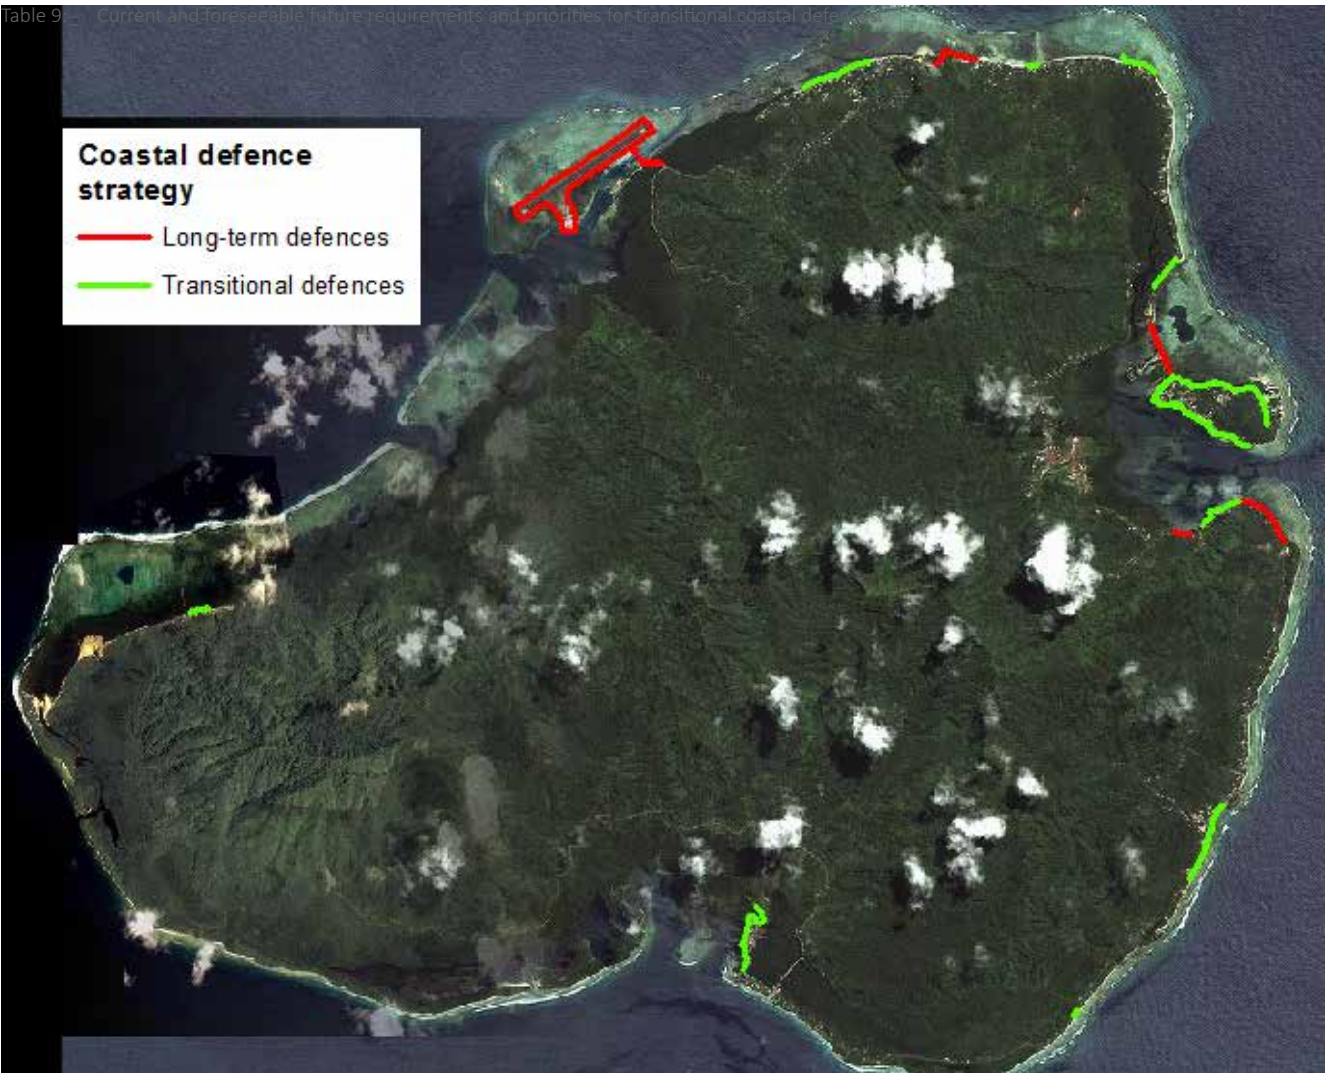 Table 9. Current and foreseeable future requirements and priorities for transitional coastal defe
Coastal defence
strategy
Long-term defences
Transitional defences